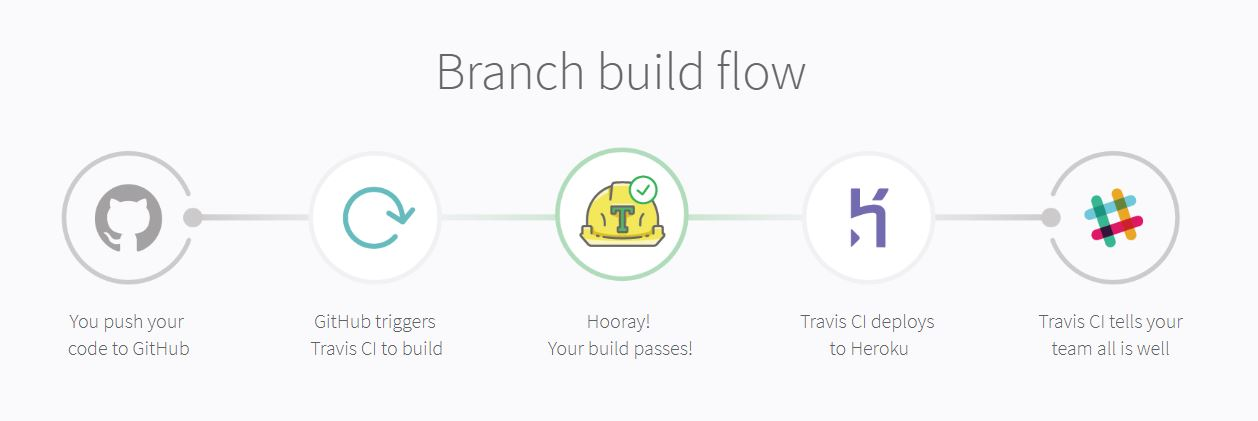 Branch build flow
T
You push your
code to GitHub
GitHub triggers
Travis CI to build
Hooray!
Your build passes!
Travis CI deploys
to Heroku
Travis CI tells your
team all is well